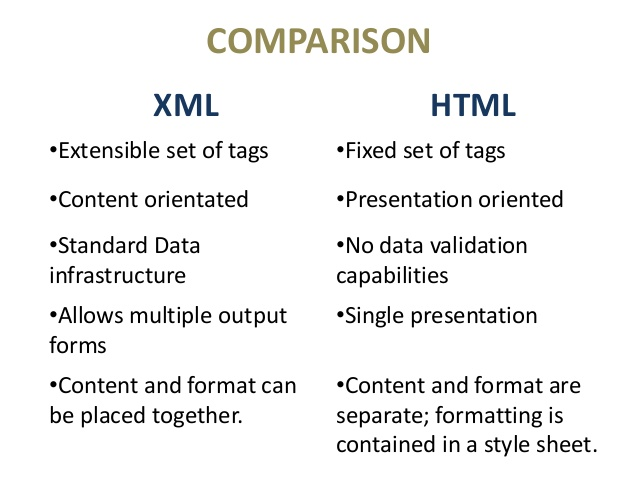 COMPARISON
XML
•Extensible set of tags
•Content orientated
•Standard Data
infrastructure
•Allows multiple output
forms
•Content and format can
be placed together.
HTML
•Fixed set of tags
•Presentation oriented
•No data validation
capabilities
•Single presentation
•Content and format are
separate; formatting is
contained in a style sheet.